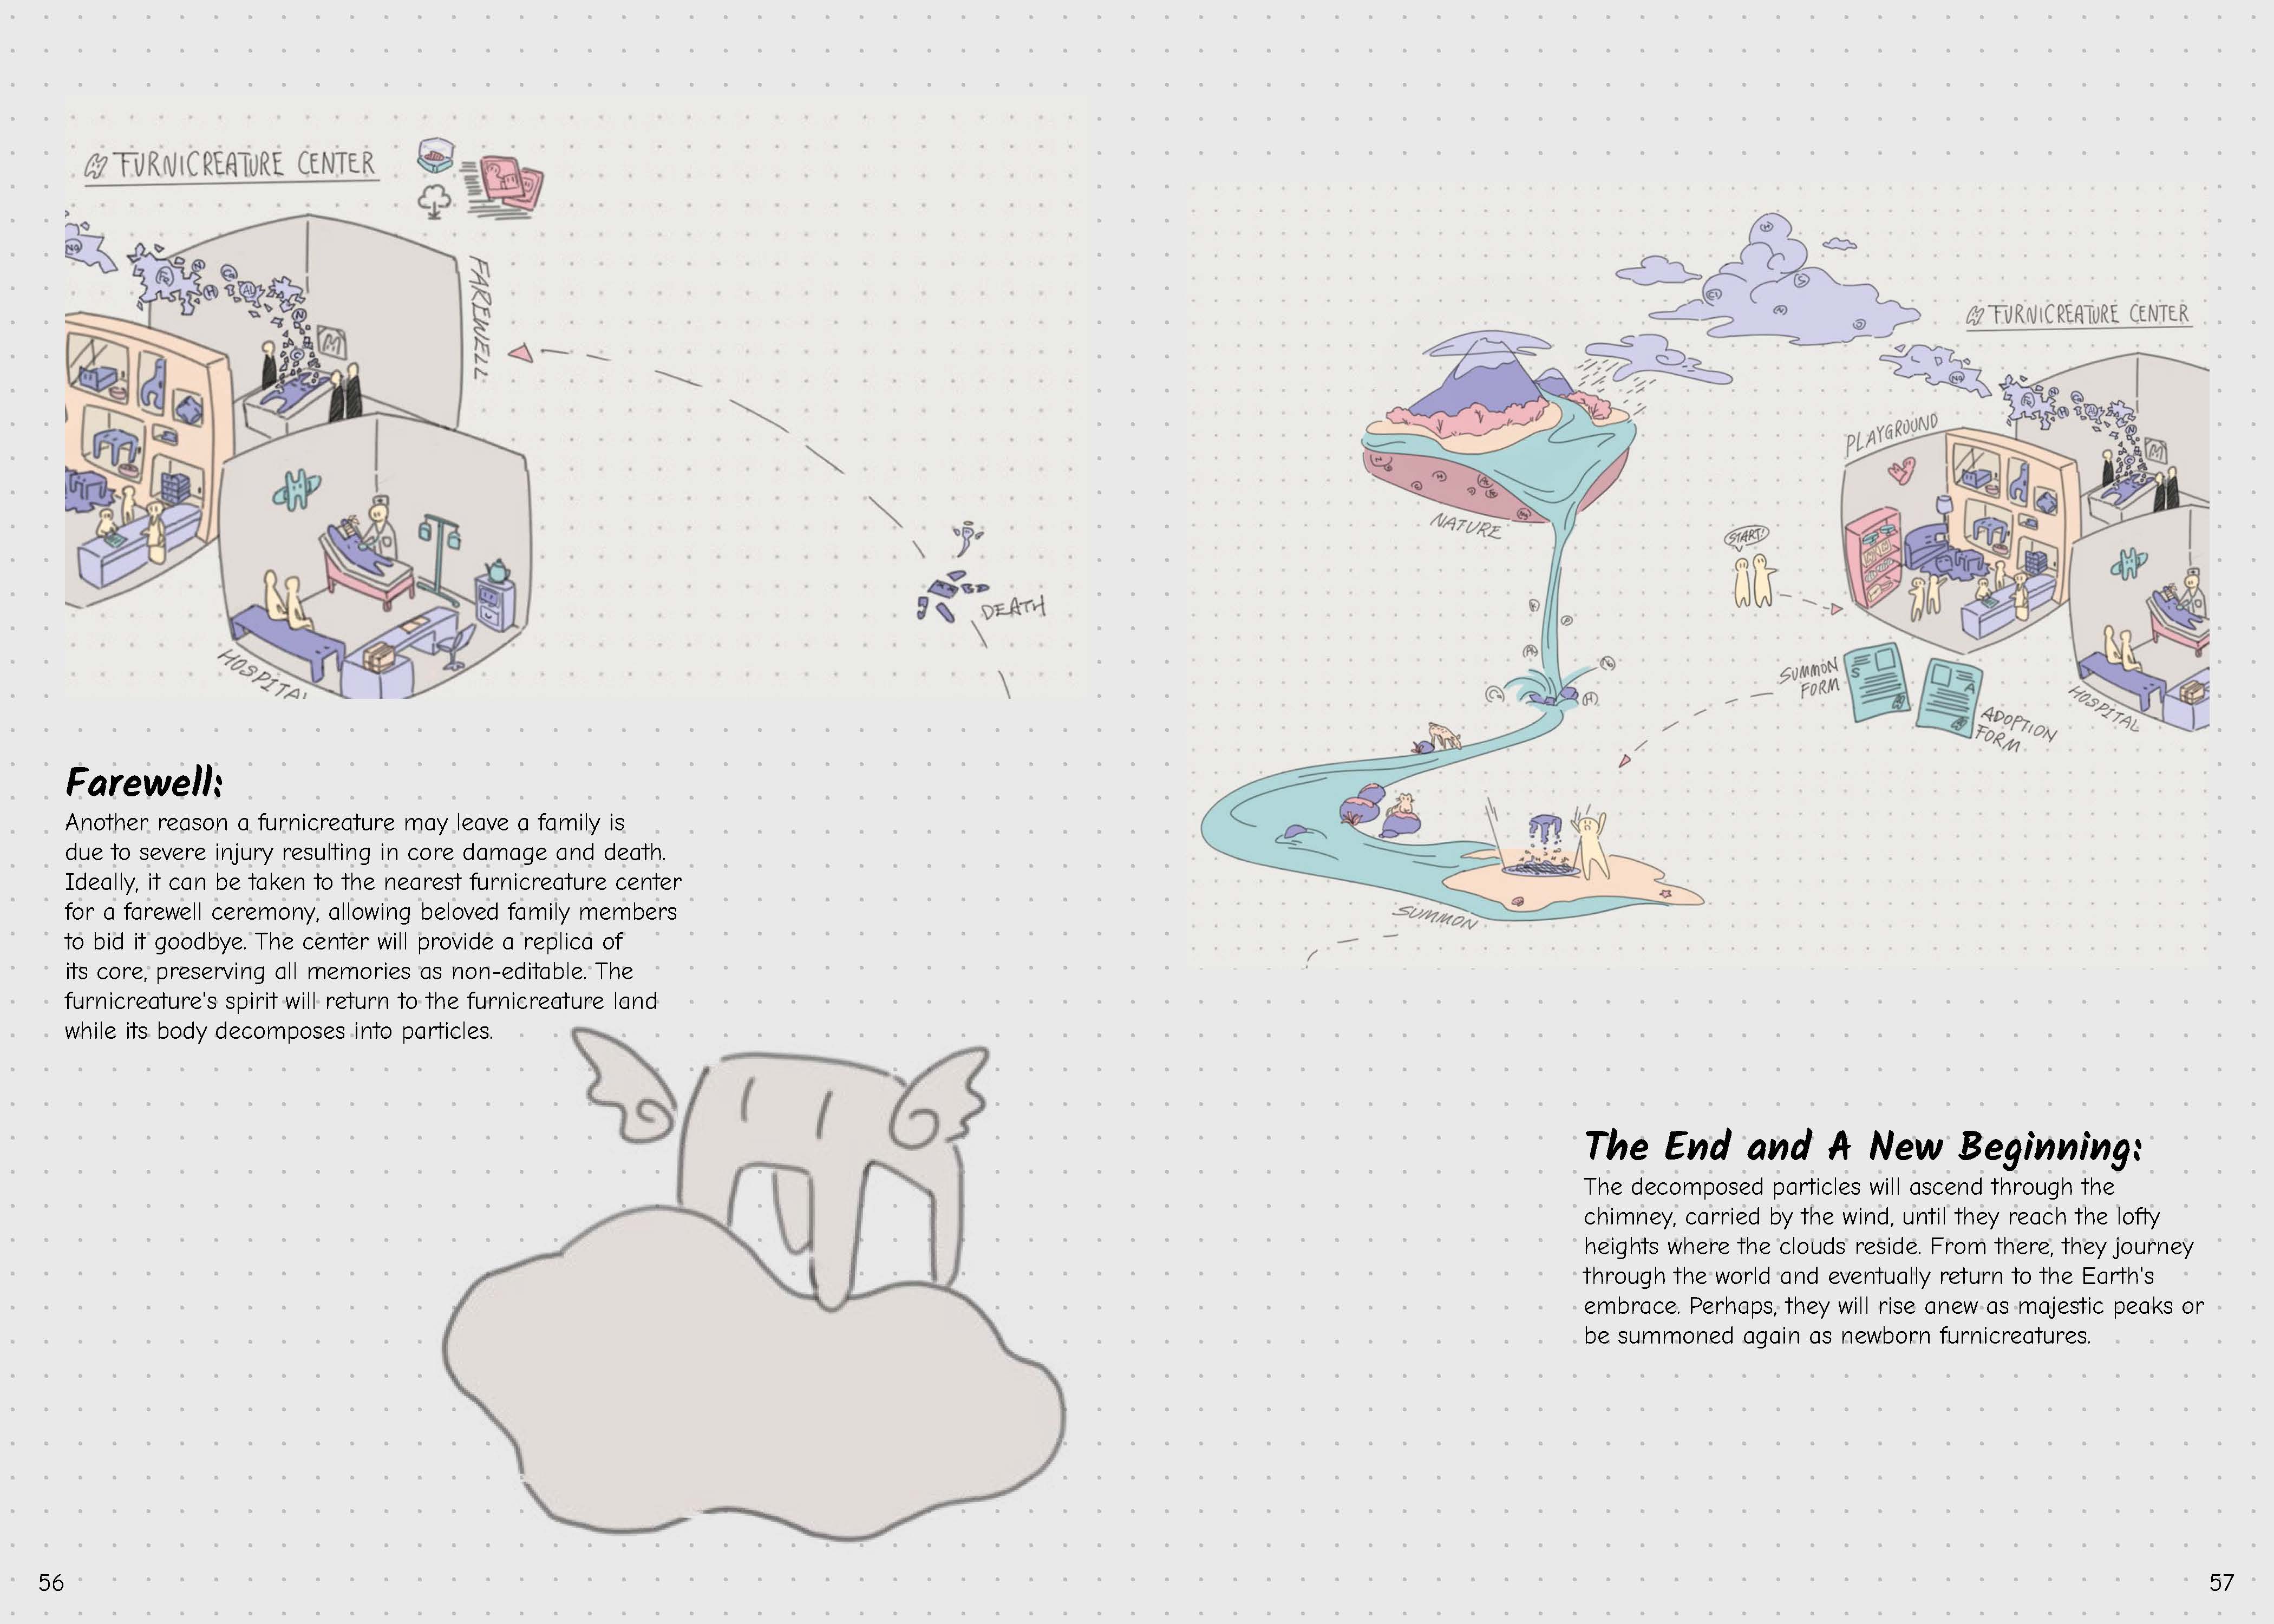 FURNICREATURE CENTER
FAREWELL
DEATH
HOSPITAL
Farewell:
Another reason a furnicreature may leave a family is
due to severe injury resulting in core damage and death.
Ideally, it can be taken to the nearest furnicreature center
for a farewell ceremony, allowing beloved family members
to bid it goodbye. The center will provide a replica of
its core, preserving all memories as non-editable. The
furnicreature's spirit will return to the furnicreature land
while its body decomposes into particles.
56
FURNICREATURE CENTER
PLAYGROUND
NATURE
START!
SUMMON
FORM
S
A
ADOPTION
FORM
HOSPITAL
SUMMON
The End and A New Beginning:
The decomposed particles will ascend through the
chimney, carried by the wind, until they reach the lofty
heights where the clouds reside. From there, they journey
through the world and eventually return to the Earth's
embrace. Perhaps, they will rise anew as majestic peaks or
be summoned again as newborn furnicreatures.
57